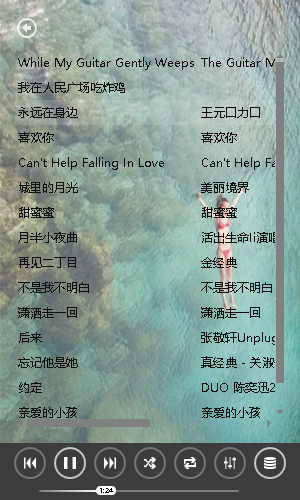 While My Guitar Gently Weeps The Guitar M
我在人民广场吃炸鸡
永远在身边 王元口力口
喜欢你 喜欢你
Can't Help Falling In Love Can't Help Fa
城里的月光 美丽境界
甜蜜蜜 甜蜜蜜
月半小夜曲 活出生命li演唱
再见二丁目 金经典
不是我不明白 不是我不明白
潇洒走一回 潇洒走一回
后来 张敬轩Unplug
忘记他是她 真经典 - 关淑
约定 DUO 陈奕迅2
亲爱的小孩 亲爱的小孩
1:24